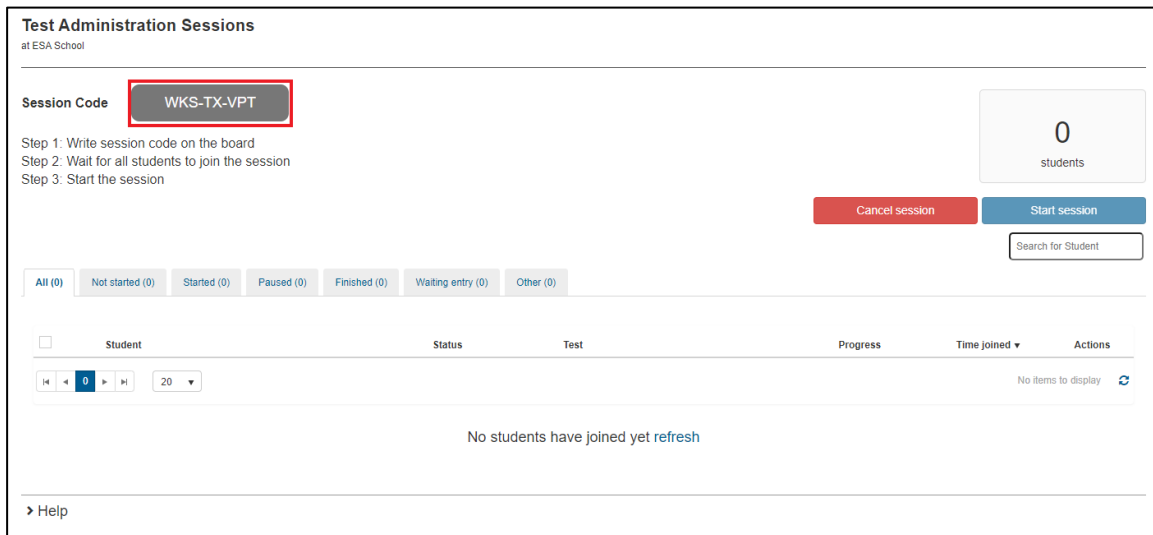 Test Administration Sessions
at ESA School
Session Code WKS-TX-VPT
Step 1: Write session code on the board
Step 2: Wait for all students to join the session
Step 3: Start the session
0
students
Cancel session Start session
Search for Student
All (0) Not started (0) Started (0) Paused (0) Finished (0) Waiting entry (0) Other (0)
Student Status Test Progress Time joined Actions
0 20 No items to display
No students have joined yet refresh
Help